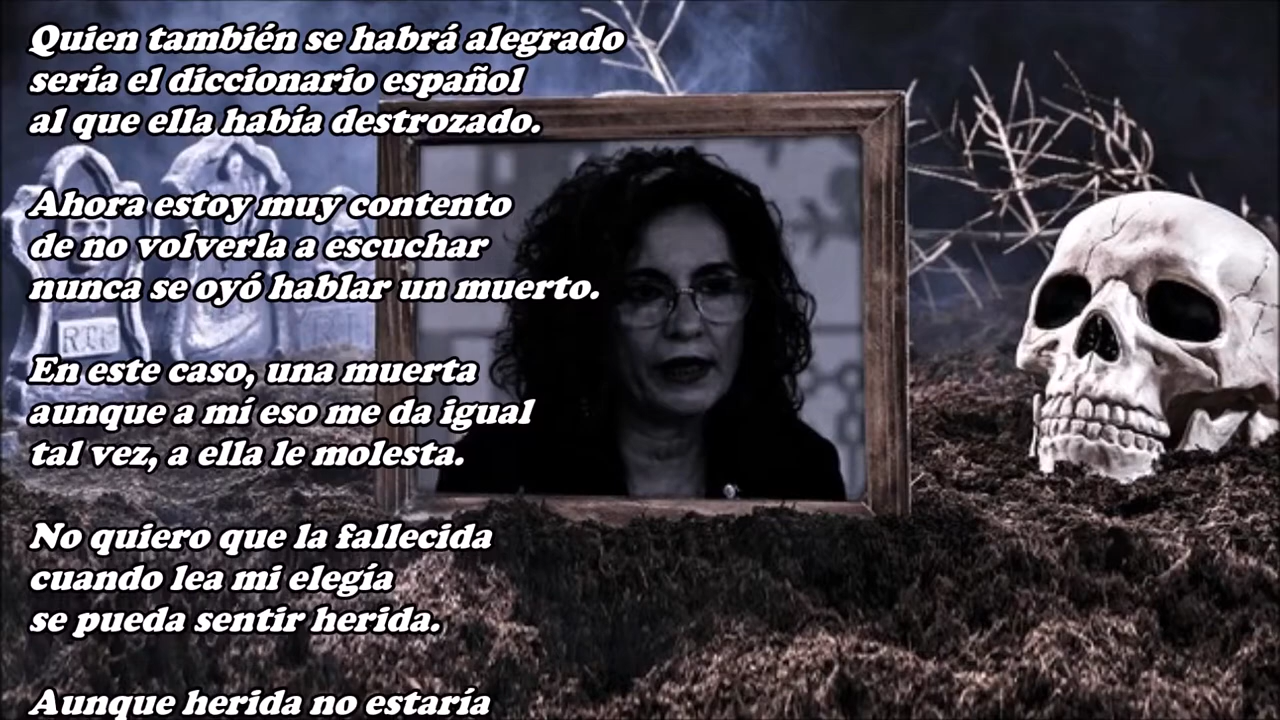 Quien también se habrá alegrado
sería el diccionario español
al que ella había destrozado.
Ahora estoy muy contento
de no volverla a escuchar
nunca se oyó hablar un muerto.
En este caso, una muerta
aunque a mí eso me da igual
tal vez, a ella le molesta.
No quiero que la fallecida
cuando lea mi elegía
se pueda sentir herida.
Aunque herida no estaría
RIP